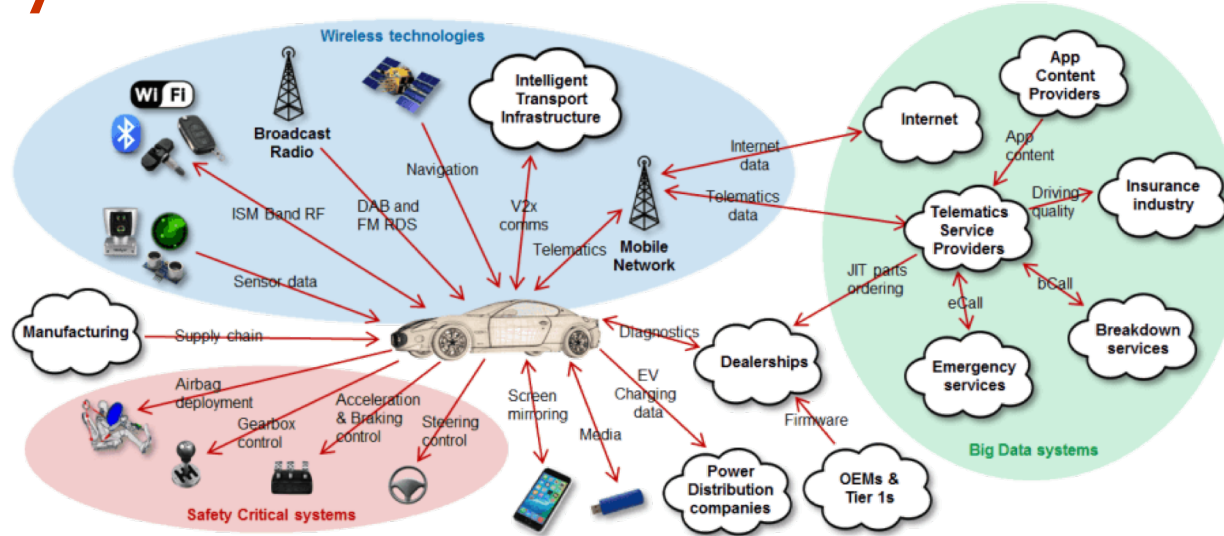 Wireless technologies
Wi Fi
Broadcast
Radio
Intelligent
Transport
Infrastructure
Navigation
ISM Band RF
DAB and
FM RDS
V2x
comms
Telematics
Mobile
Network
Sensor data
Internet
data
Telematics
data
Internet
App
Content
Providers
App
content
Driving
quality
Insurance
industry
Telematics
Service
Providers
JIT parts
ordering
eCall
bCall
Breakdown
services
Emergency
services
Big Data systems
Manufacturing
Supply chain
Diagnostics
Dealerships
Airbag
deployment
Gearbox
control
Acceleration
& Braking
control
Steering
control
Safety Critical systems
Screen
mirroring
Media
EV
Charging
data
Firmware
Power
Distribution
companies
OEMs &
Tier 1s